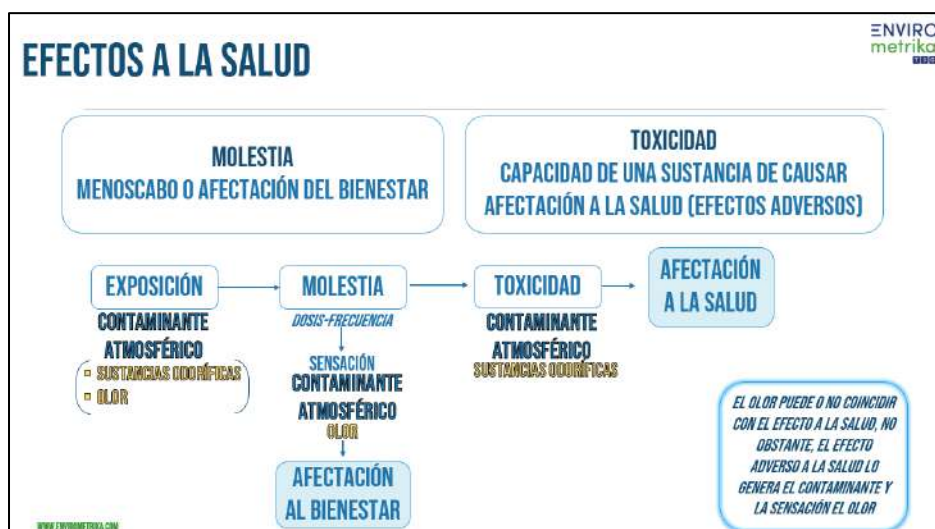 EFECTOS A LA SALUD
ENVIRO
metrika
MOLESTIA
MENOSCABO O AFECTACIÓN DEL BIENESTAR
TOXICIDAD
CAPACIDAD DE UNA SUSTANCIA DE CAUSAR
AFECTACIÓN A LA SALUD (EFECTOS ADVERSOS)
EXPOSICIÓN
CONTAMINANTE
ATMOSFÉRICO
SUSTANCIAS ODORÍFICAS
OLOR
MOLESTIA
DOSIS-FRECUENCIA
SENSACIÓN
CONTAMINANTE
ATMOSFÉRICO
OLOR
AFECTACIÓN
AL BIENESTAR
TOXICIDAD
CONTAMINANTE
ATMOSFÉRICO
SUSTANCIAS ODORÍFICAS
AFECTACIÓN
A LA SALUD
EL OLOR PUEDE O NO COINCIDIR
CON EL EFECTO A LA SALUD, NO
OBSTANTE, EL EFECTO
ADVERSO A LA SALUD LO
GENERA EL CONTAMINANTE Y
LA SENSACIÓN EL OLOR
WWW.ENVIROMETRIKA.COM